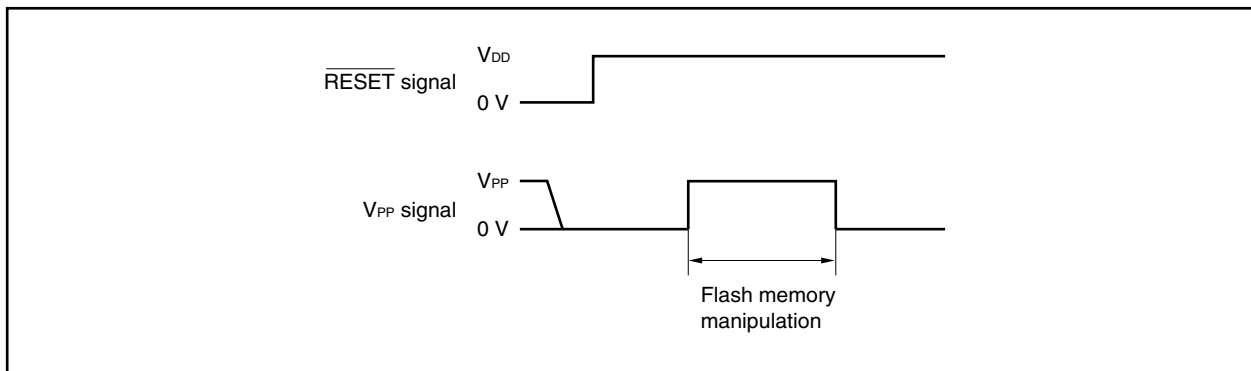 VDD
RESET signal
0 V
VPP
VPP signal
0 V
Flash memory
manipulation